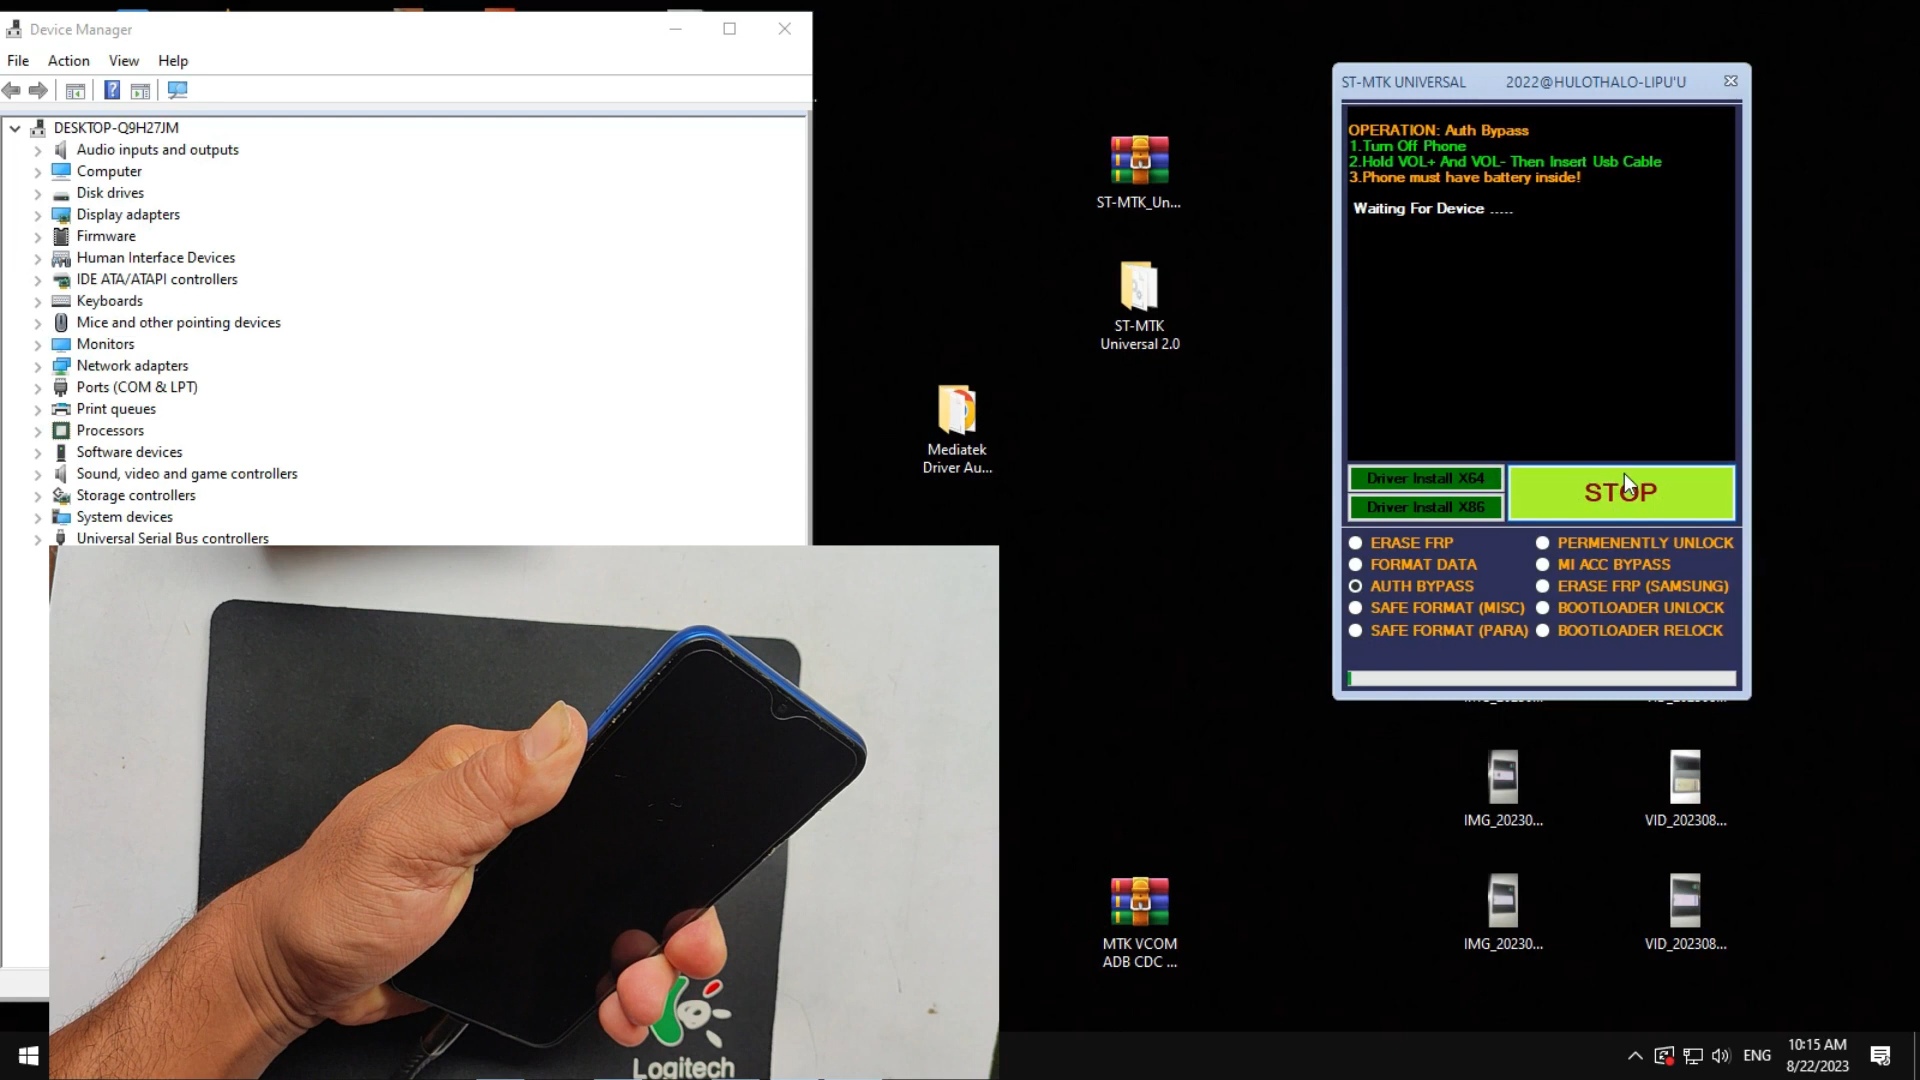 Device Manager
File Action View Help
DESKTOP-Q9H27JM
Audio inputs and outputs
Computer
Disk drives
Display adapters
Firmware
Human Interface Devices
IDE ATA/ATAPI controllers
Keyboards
Mice and other pointing devices
Monitors
Network adapters
Ports (COM & LPT)
Print queues
Processors
Software devices
Sound, video and game controllers
Storage controllers
System devices
Universal Serial Bus controllers
Logitech
ST-MTK_Un...
ST-MTK
Universal 2.0
Mediatek
Driver Au...
MTK VCOM
ADB CDC ...
ST-MTK UNIVERSAL 2022@HULOTHALO-LIPU'U
OPERATION: Auth Bypass
1.Turn Off Phone
2.Hold VOL+ And VOL- Then Insert Usb Cable
3.Phone must have battery inside!
Waiting For Device .....
Driver Install X64
Driver Install X86
STOP
ERASE FRP
PERMENENTLY UNLOCK
FORMAT DATA
MI ACC BYPASS
AUTH BYPASS
ERASE FRP (SAMSUNG)
SAFE FORMAT (MISC)
BOOTLOADER UNLOCK
SAFE FORMAT (PARA)
BOOTLOADER RELOCK
IMG_20230...
VID_202308...
IMG_20230...
VID_202308...
ENG
10:15 AM
8/22/2023